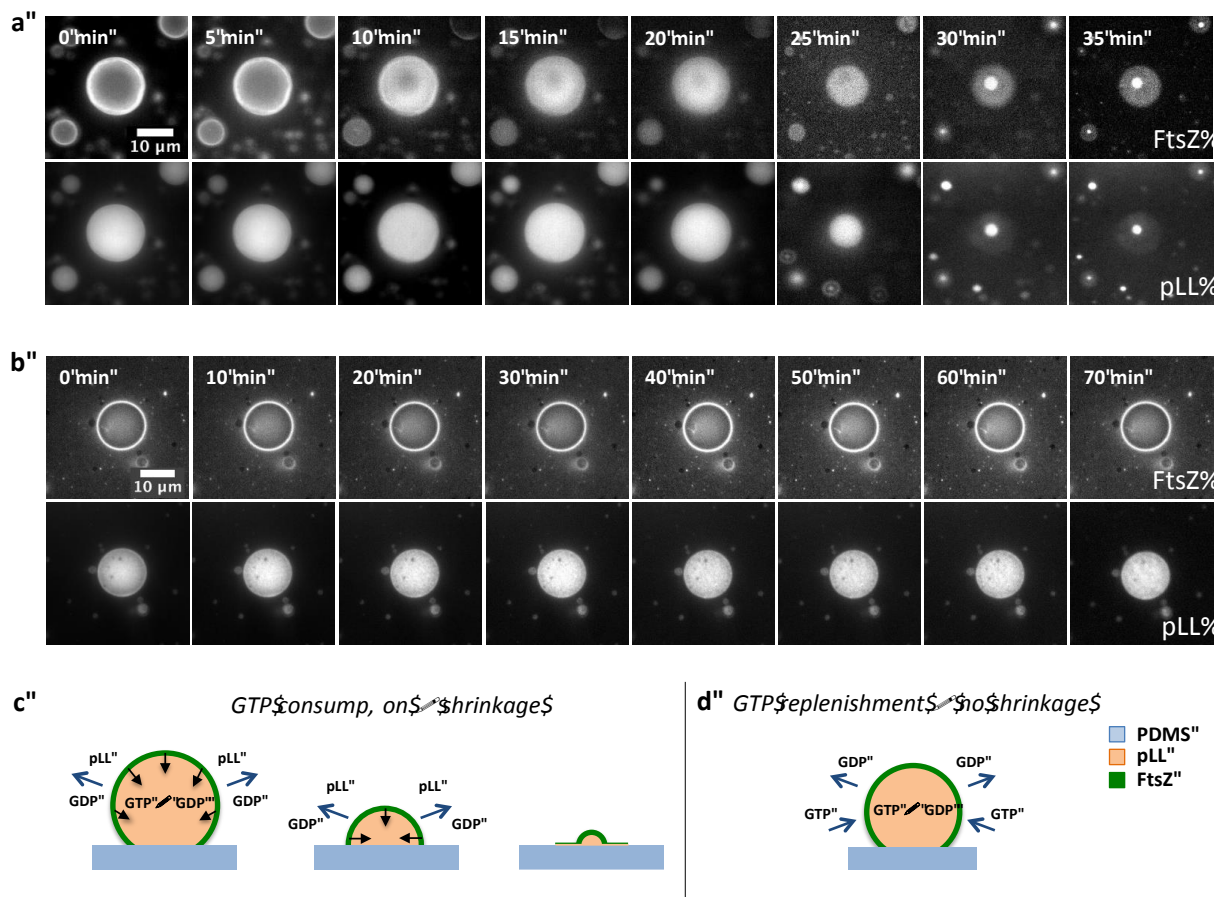 a"
0'min" 5'min" 10'min" 15'min" 20'min" 25'min" 30'min" 35'min"
10 µm
FtsZ%
pLL%
b"
0'min" 10'min" 20'min" 30'min" 40'min" 50'min" 60'min" 70'min"
10 µm
FtsZ%
pLL%
c"
GTP$consump, on$ $shrinkage$
pLL" pLL"
GDP" GTP" "GDP"" GDP"
pLL" pLL"
GDP" GDP"
d"
GTP$replenishment$ $no$shrinkage$
GDP" GDP"
GTP" GTP" "GDP"" GTP"
PDMS"
pLL"
FtsZ"